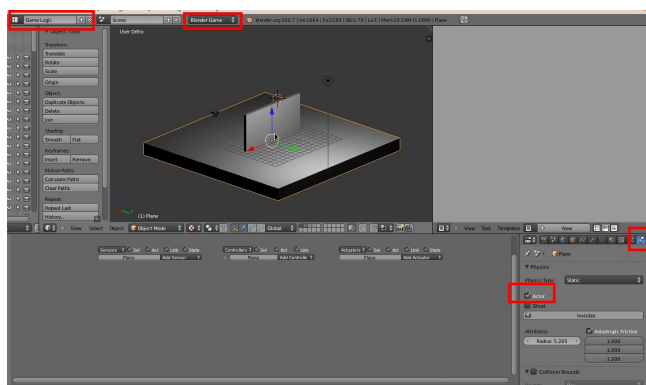 Game Logic
Scene
Blender Game
blender.org 260.7 | Ve:1664 | Fa:2199 | Ob:1-79 | La:1 | Mem:26.54M (1.06M) | Plane
User Ortho
Transform:
Translate
Rotate
Scale
Origin
Object:
Duplicate Objects
Delete
Join
Shading:
Smooth Flat
Keyframes:
Insert Remove
Motion Paths:
Calculate Paths
Clear Paths
Repeat:
Repeat Last
History...
(1) Plane
View Select Object Object Mode Global
View Text Templates New
Sensors Sel Act Link State Controllers Sel Act Link Actuators Sel Act Link State
Plane Add Sensor Plane Add Controlle Plane Add Actuator
Plane
Physics
Physics Type: Static
Actor
Ghost
Invisible
Attributes Anisotropic Friction
Radius: 5.265 1.000
1.000
1.000
Collision Bounds